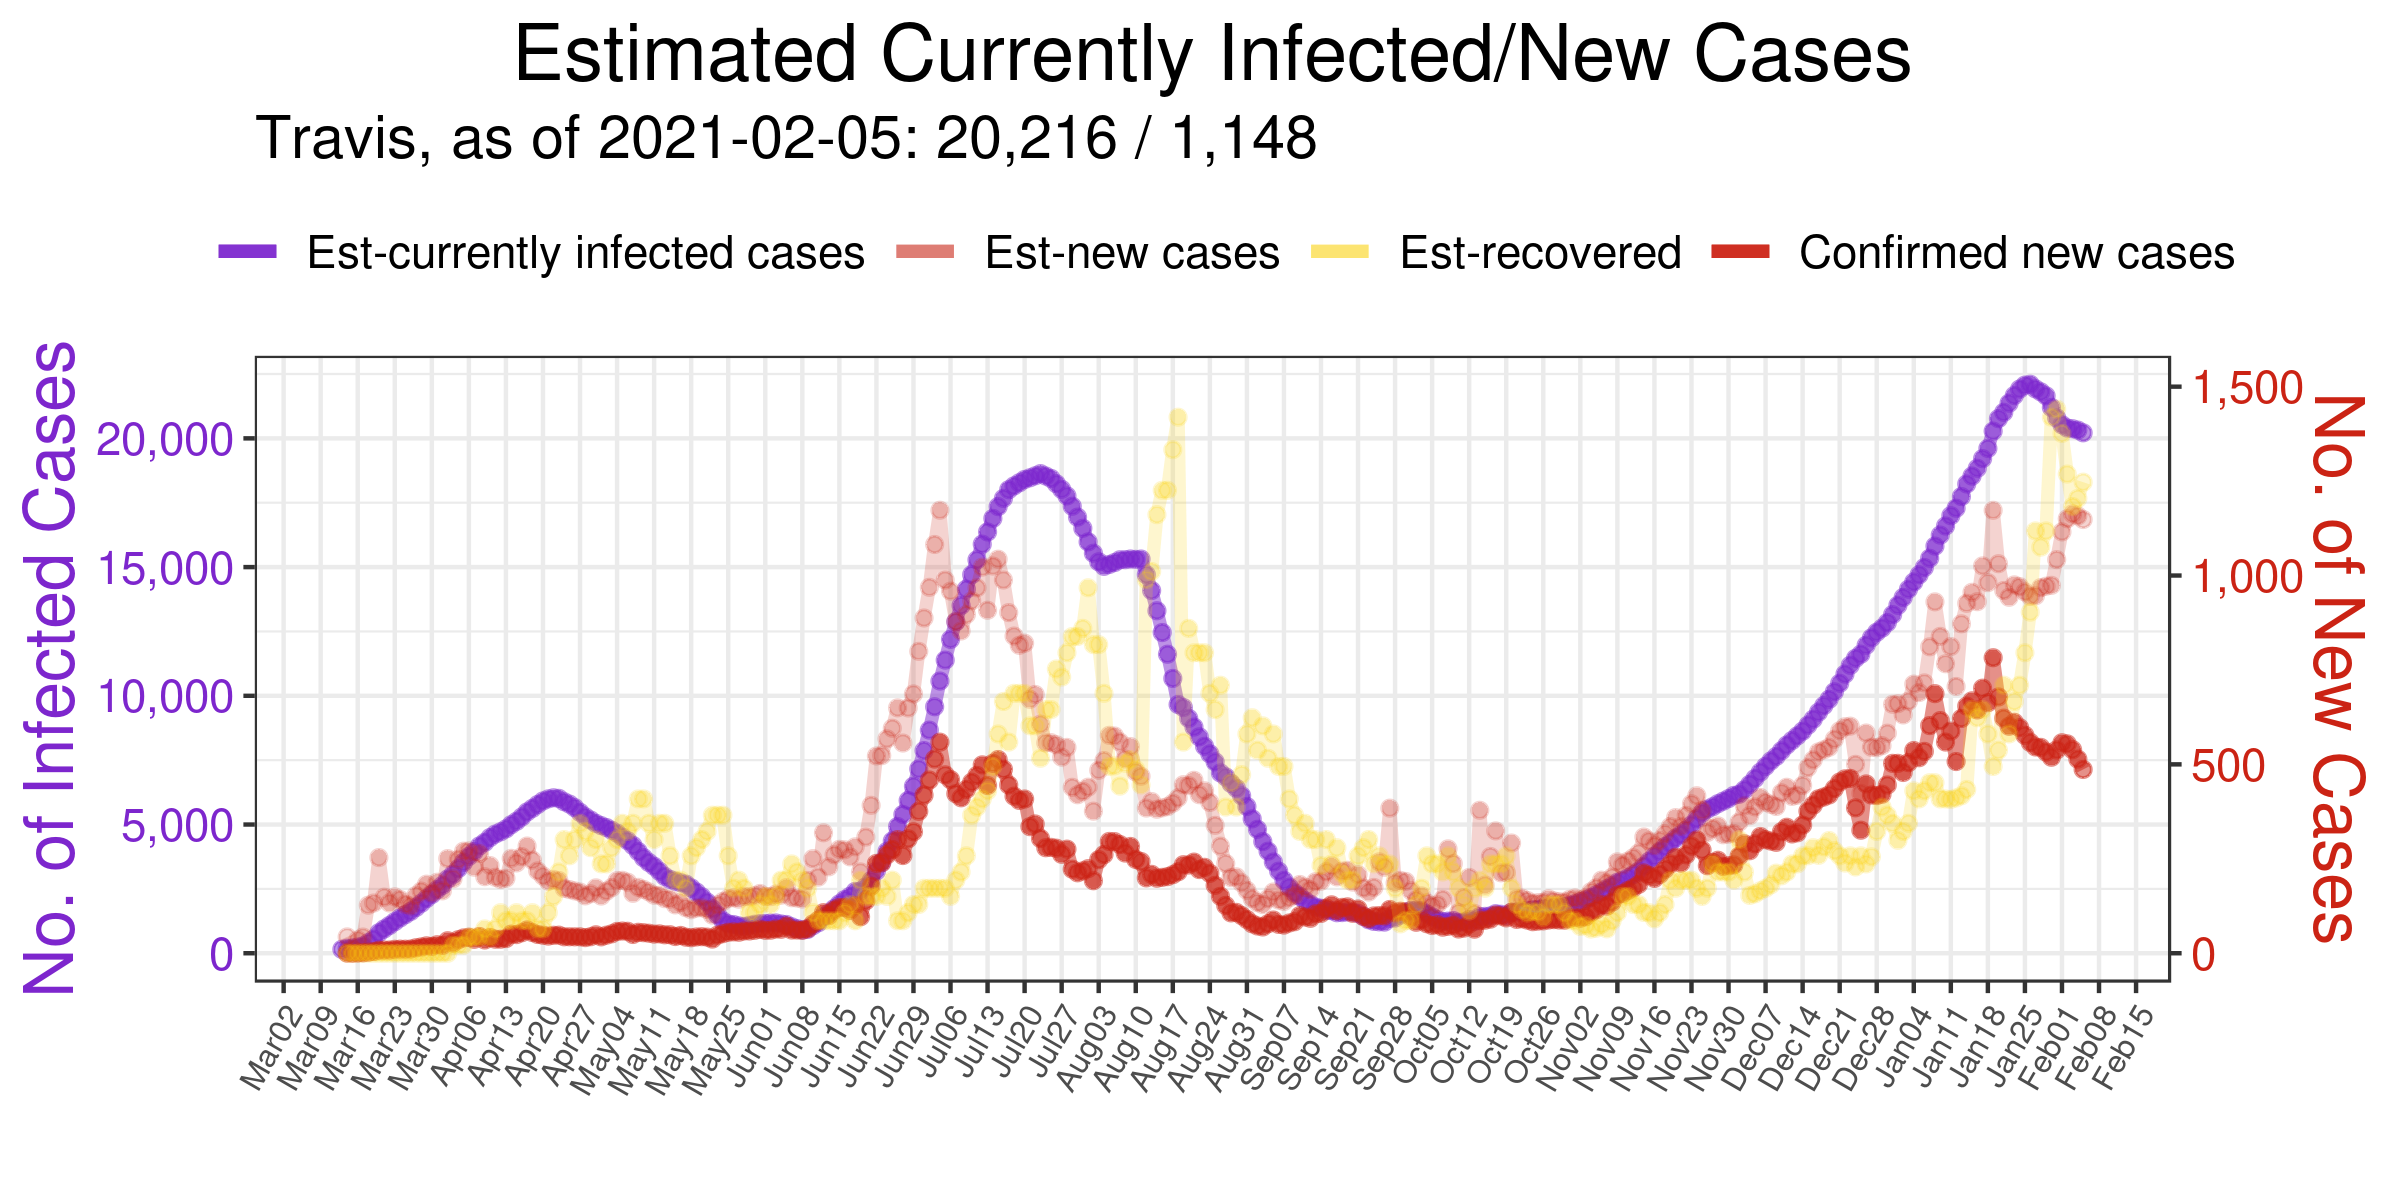 Estimated Currently Infected/New Cases
Travis, as of 2021-02-05: 20,216 / 1,148
Est-currently infected cases Est-new cases Est-recovered Confirmed new cases
No. of Infected Cases
20,000
15,000
10,000
5,000
0
1,500
1,000
500
0
No. of New Cases
Mar02 Mar09 Mar16 Mar23 Mar30 Apr06 Apr13 Apr20 Apr27 May04 May11 May18 May25 Jun01 Jun08 Jun15 Jun22 Jun29 Jul06 Jul13 Jul20 Jul27 Aug03 Aug10 Aug17 Aug24 Aug31 Sep07 Sep14 Sep21 Sep28 Oct05 Oct12 Oct19 Oct26 Nov02 Nov09 Nov16 Nov23 Nov30 Dec07 Dec14 Dec21 Dec28 Jan04 Jan11 Jan18 Jan25 Feb01 Feb08 Feb15